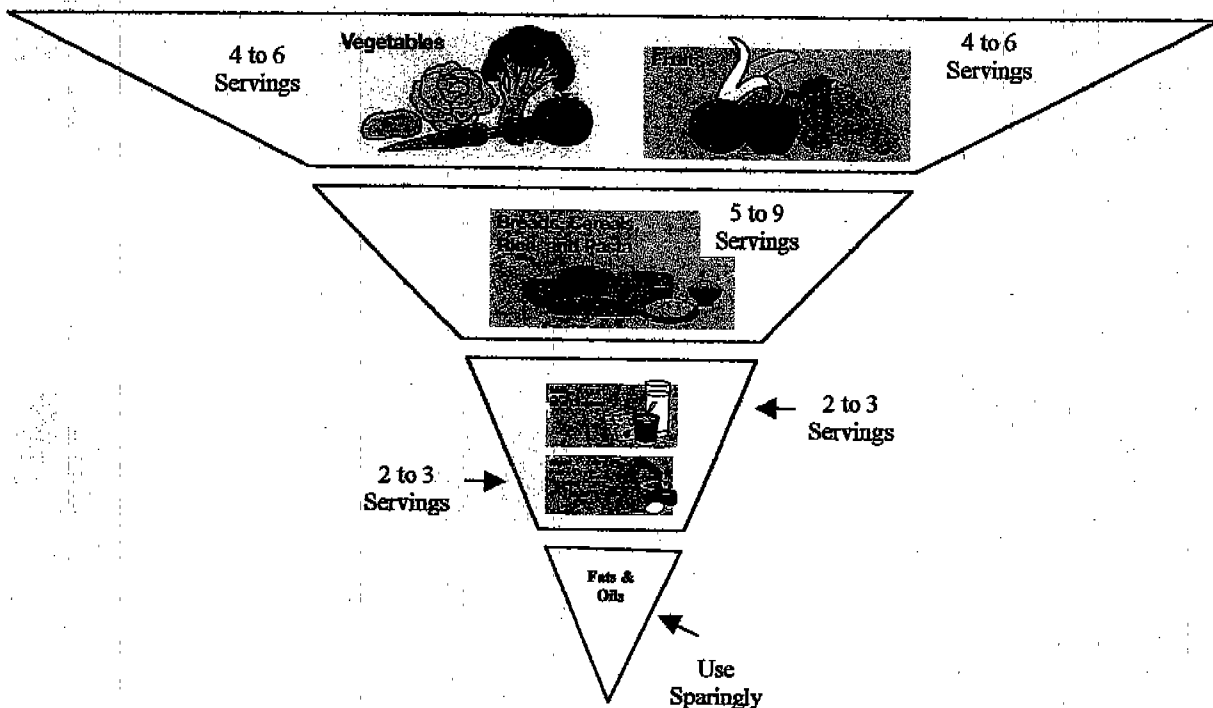 Vegetables
4 to 6
Servings
Fruit
4 to 6
Servings
5 to 9
Servings
2 to 3
Servings
2 to 3
Servings
Fats &
Oils
Use
Sparingly